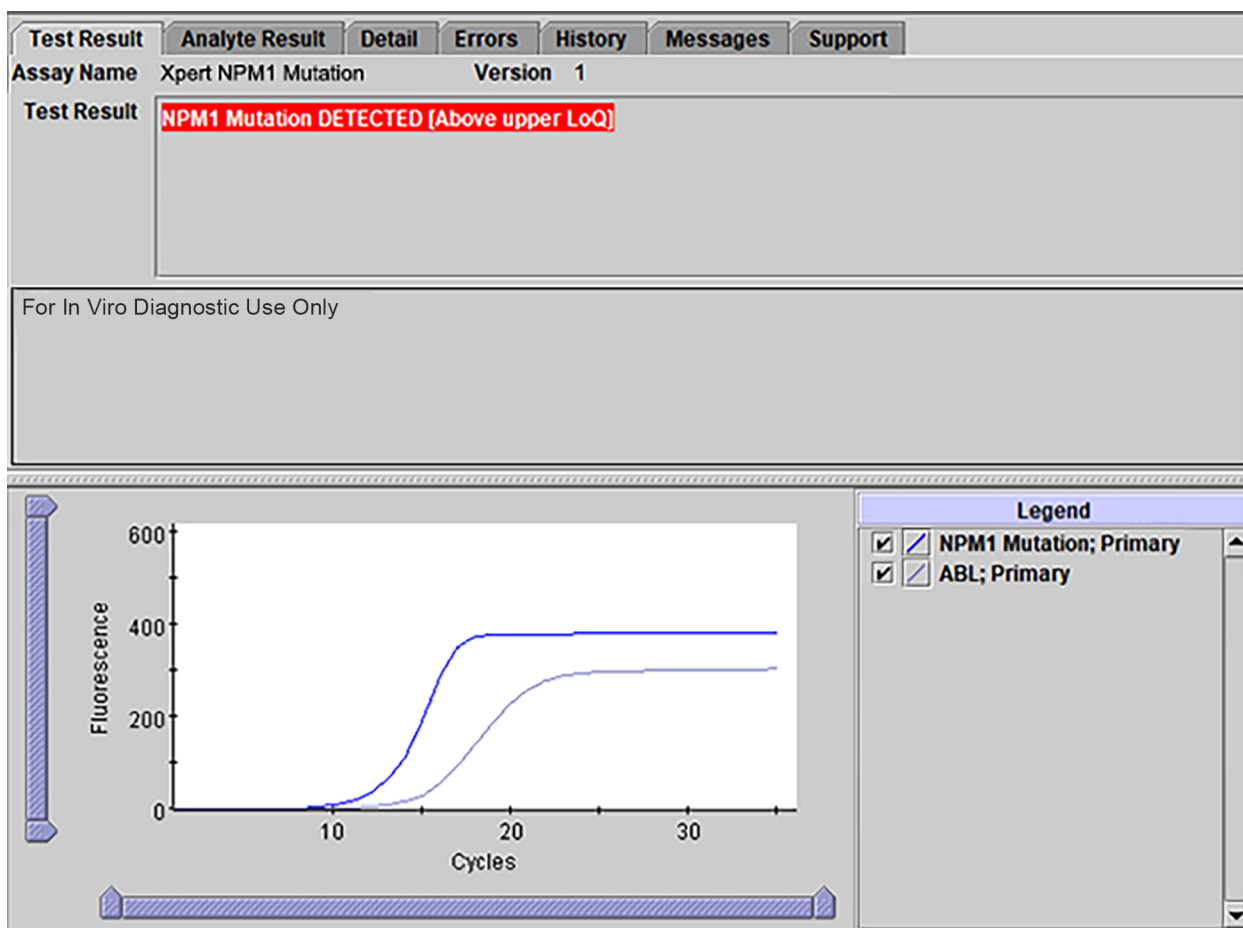 Test Result Analyte Result Detail Errors History Messages Support
Assay Name Xpert NPM1 Mutation Version 1
Test Result NPM1 Mutation DETECTED [Above upper LoQ]
For In Viro Diagnostic Use Only
Legend
NPM1 Mutation; Primary
ABL; Primary
600
400
200
0
Fluorescence
10 20 30
Cycles